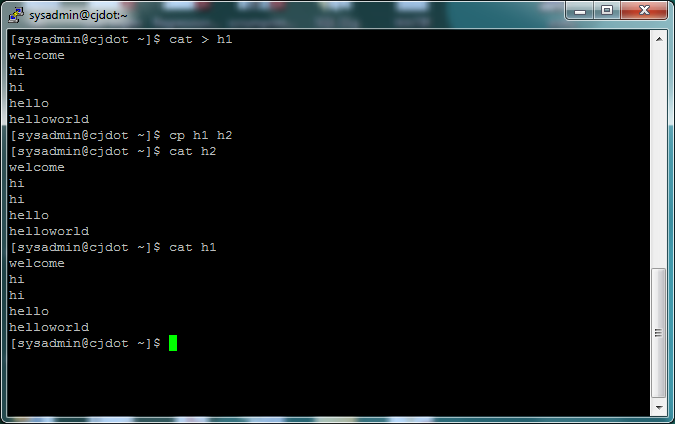 sysadmin@cjdot:~
[sysadmin@cjdot ~]$ cat > h1
welcome
hi
hi
hello
helloworld
[sysadmin@cjdot ~]$ cp h1 h2
[sysadmin@cjdot ~]$ cat h2
welcome
hi
hi
hello
helloworld
[sysadmin@cjdot ~]$ cat h1
welcome
hi
hi
hello
helloworld
[sysadmin@cjdot ~]$